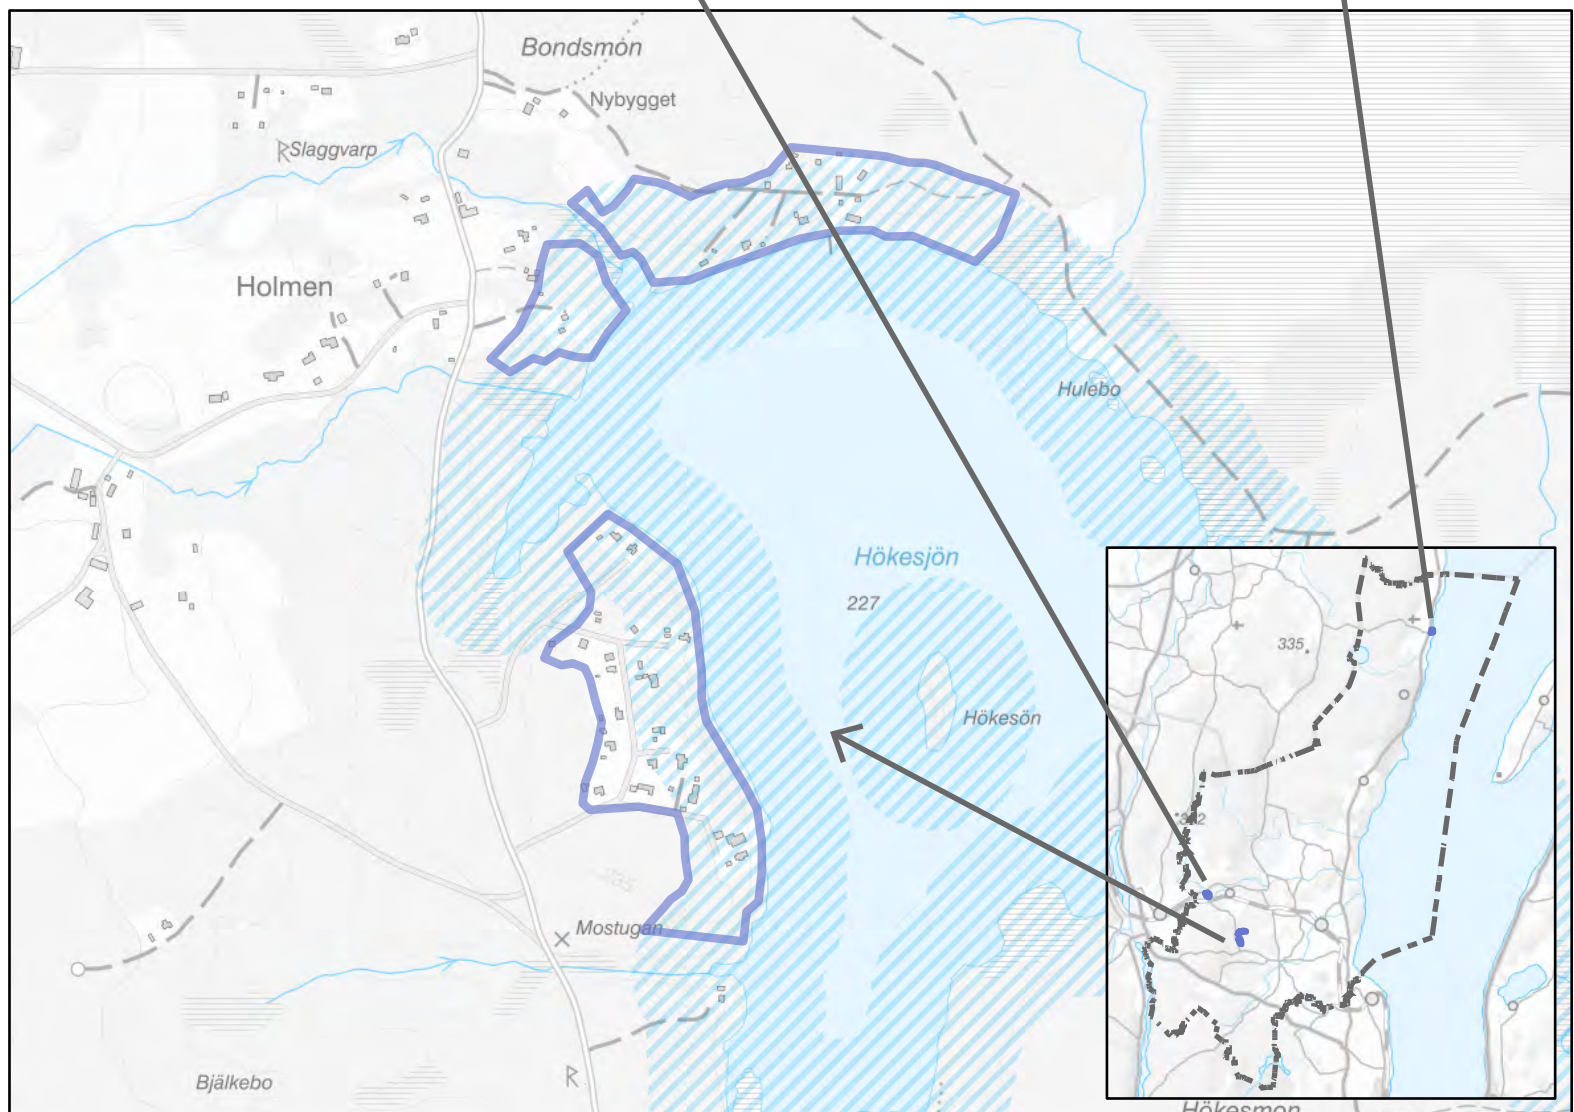 Bondsmon
Nybygget
Slaggvarp
Holmen
Hulebo
Hökesjön
227
335
Hökesön
Mostugan
Bjälkebo
Hökesmon